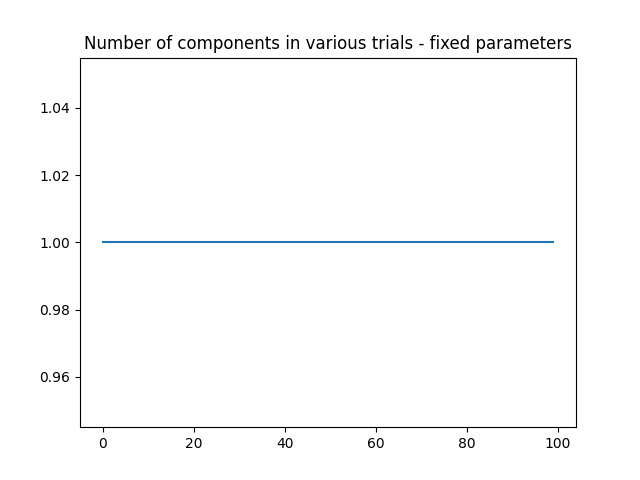 Number of components in various trials - fixed parameters
1.04
1.02
1.00
0.98
0.96
0 20 40 60 80 100